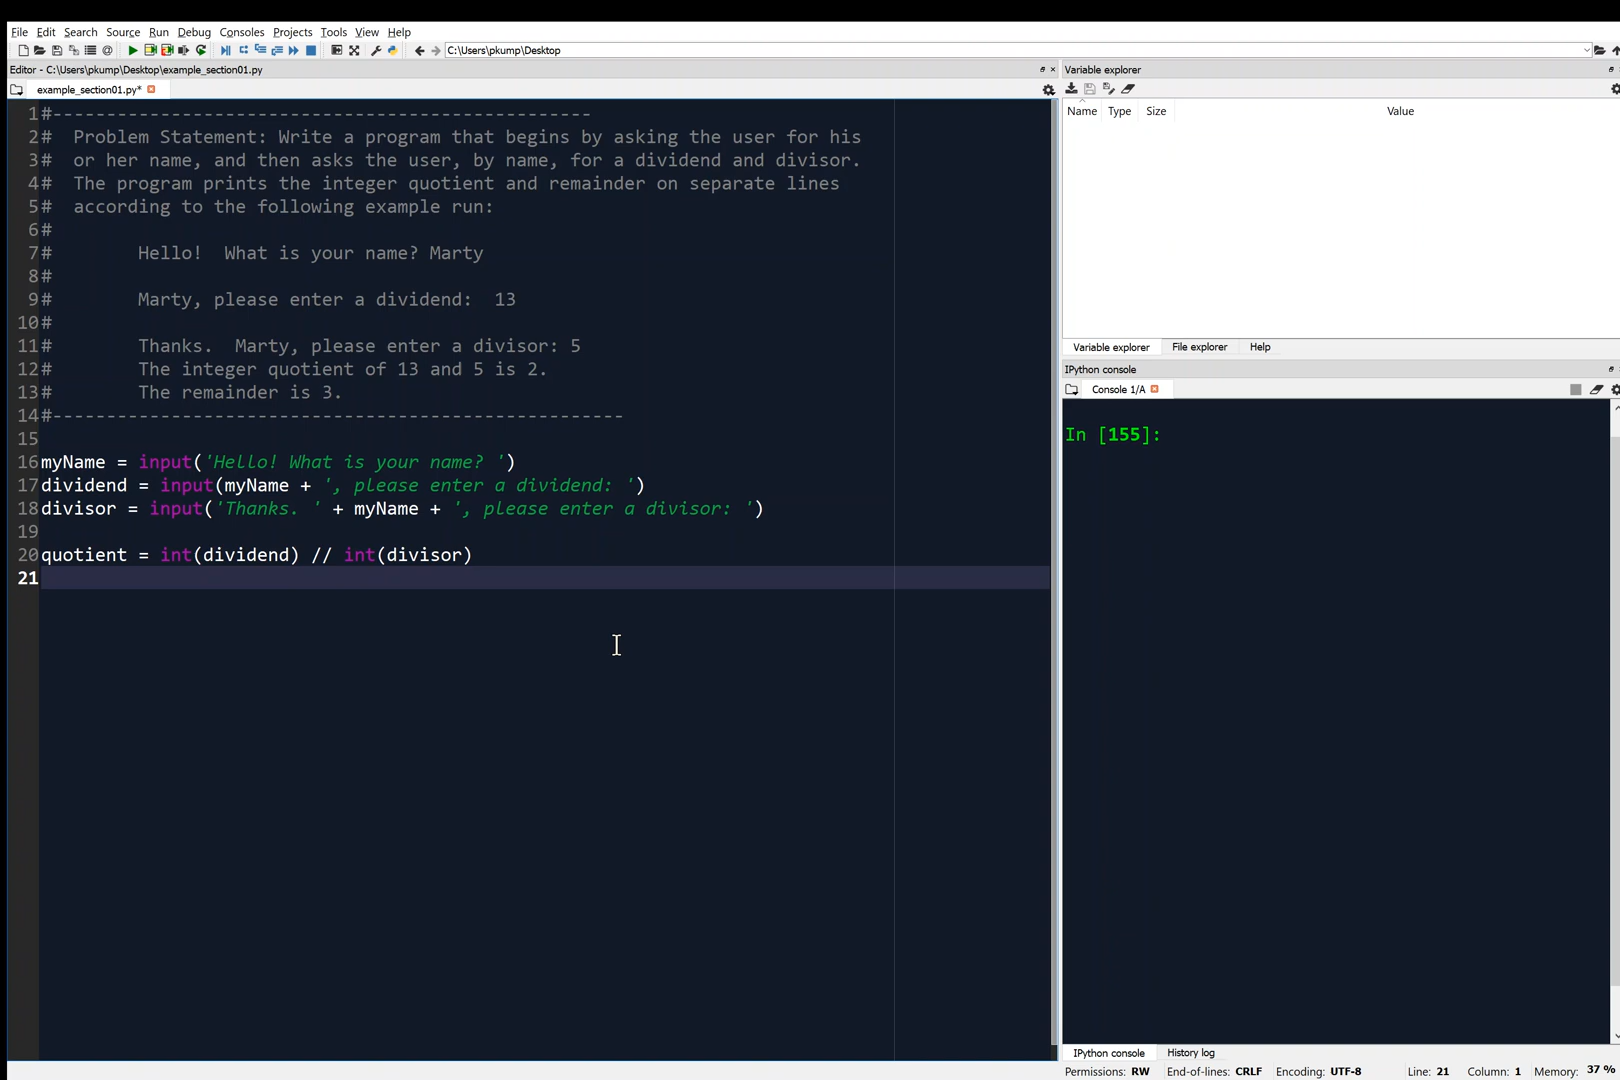 File Edit Search Source Run Debug Consoles Projects Tools View Help
C:\Users\pkump\Desktop
Editor - C:\Users\pkump\Desktop\example_section01.py
example_section01.py*
1 #--------------------------------------------------
2 #  Problem Statement: Write a program that begins by asking the user for his
3 #  or her name, and then asks the user, by name, for a dividend and divisor.
4 #  The program prints the integer quotient and remainder on separate lines
5 #  according to the following example run:
6 #
7 #        Hello!  What is your name? Marty
8 #
9 #        Marty, please enter a dividend:  13
10 #
11 #        Thanks.  Marty, please enter a divisor: 5
12 #        The integer quotient of 13 and 5 is 2.
13 #        The remainder is 3.
14 #-----------------------------------------------------
15
16 myName = input('Hello! What is your name? ')
17 dividend = input(myName + ', please enter a dividend: ')
18 divisor = input('Thanks. ' + myName + ', please enter a divisor: ')
19
20 quotient = int(dividend) // int(divisor)
21
Variable explorer
Name Type Size Value
Variable explorer File explorer Help
IPython console
Console 1/A
In [155]:
IPython console History log
Permissions: RW End-of-lines: CRLF Encoding: UTF-8 Line: 21 Column: 1 Memory: 37 %